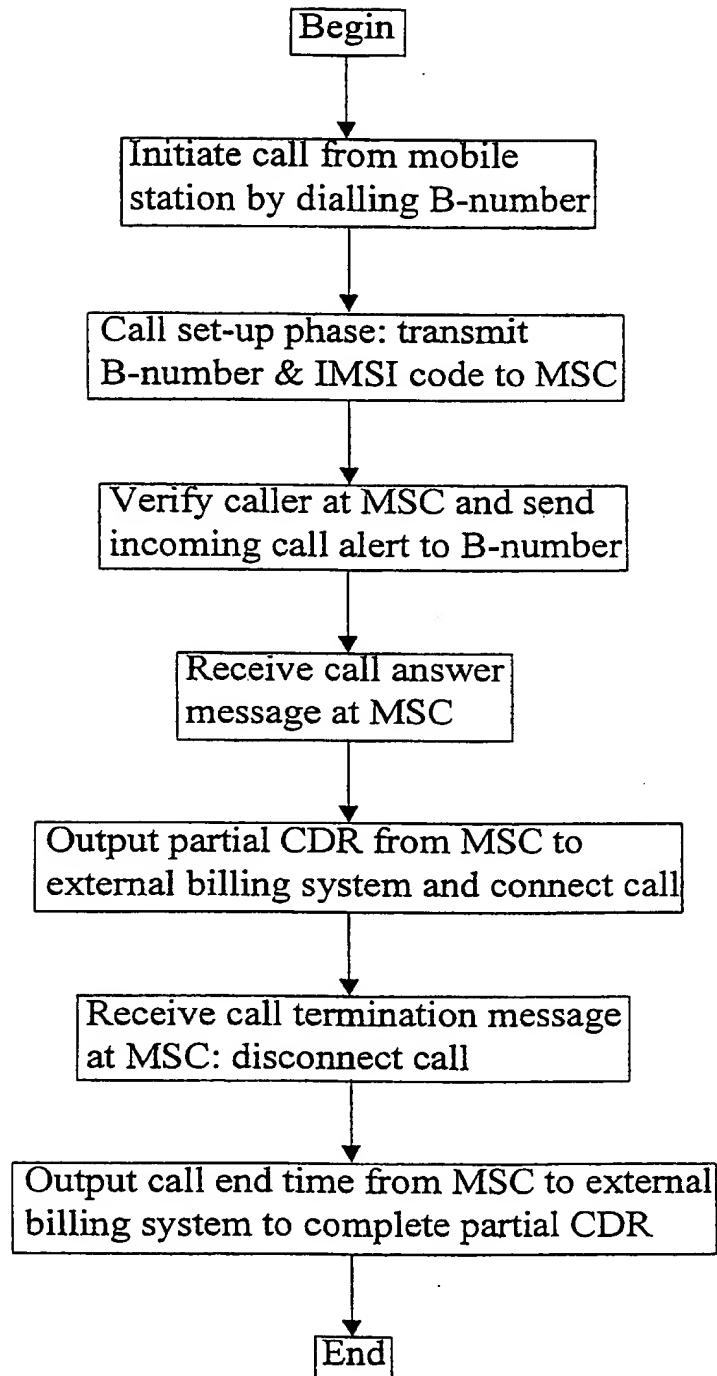 Begin
Initiate call from mobile
station by dialling B-number
Call set-up phase: transmit
B-number & IMSI code to MSC
Verify caller at MSC and send
incoming call alert to B-number
Receive call answer
message at MSC
Output partial CDR from MSC to
external billing system and connect call
Receive call termination message
at MSC: disconnect call
Output call end time from MSC to external
billing system to complete partial CDR
End